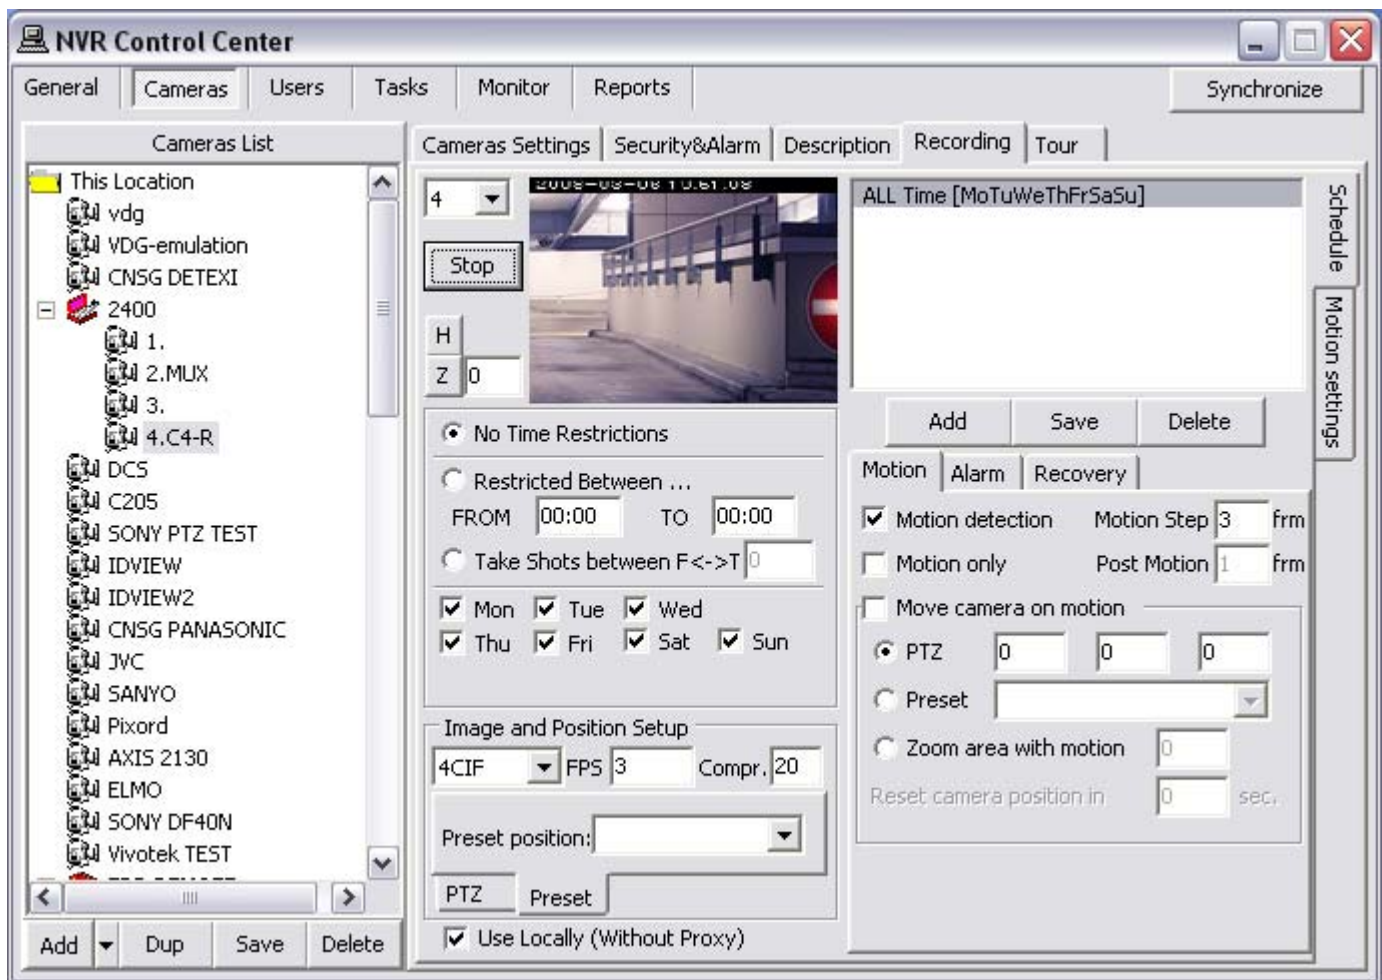 NVR Control Center
General Cameras Users Tasks Monitor Reports Synchronize
Cameras List
This Location
vdg
VDG-emulation
CNSG DETEXI
2400
1.
2.MUX
3.
4.C4-R
DCS
C205
SONY PTZ TEST
IDVIEW
IDVIEW2
CNSG PANASONIC
JVC
SANYO
Pixord
AXIS 2130
ELMO
SONY DF40N
Vivotek TEST
Add Dup Save Delete
Cameras Settings Security&Alarm Description Recording Tour
4
Stop
H
Z 0
No Time Restrictions
Restricted Between ...
FROM 00:00 TO 00:00
Take Shots between F<->T 0
Mon Tue Wed
Thu Fri Sat Sun
Image and Position Setup
4CIF FPS 3 Compr. 20
Preset position:
PTZ Preset
Use Locally (Without Proxy)
ALL Time [MoTuWeThFrSaSu]
Add Save Delete
Motion Alarm Recovery
Motion detection Motion Step 3 frm
Motion only Post Motion 1 frm
Move camera on motion
PTZ 0 0 0
Preset
Zoom area with motion 0
Reset camera position in 0 sec.
Schedule
Motion settings